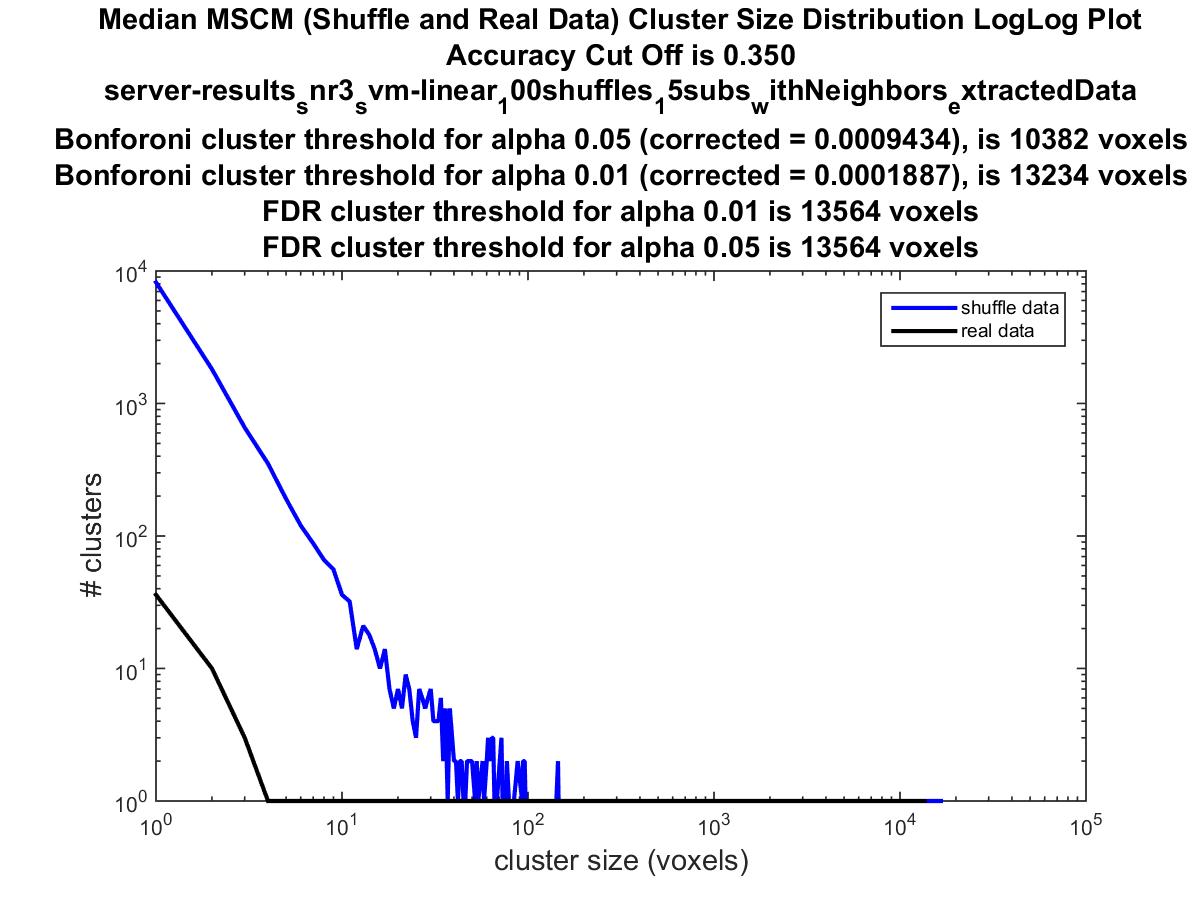 Median MSCM (Shuffle and Real Data) Cluster Size Distribution LogLog Plot
Accuracy Cut Off is 0.350
server-results_snr3_svm-linear_100shuffles_15subs_withNeighbors_extractedData
Bonforoni cluster threshold for alpha 0.05 (corrected = 0.0009434), is 10382 voxels
Bonforoni cluster threshold for alpha 0.01 (corrected = 0.0001887), is 13234 voxels
FDR cluster threshold for alpha 0.01 is 13564 voxels
FDR cluster threshold for alpha 0.05 is 13564 voxels
10^4
10^3
10^2
10^1
10^0
# clusters
shuffle data
real data
10^0 10^1 10^2 10^3 10^4 10^5
cluster size (voxels)